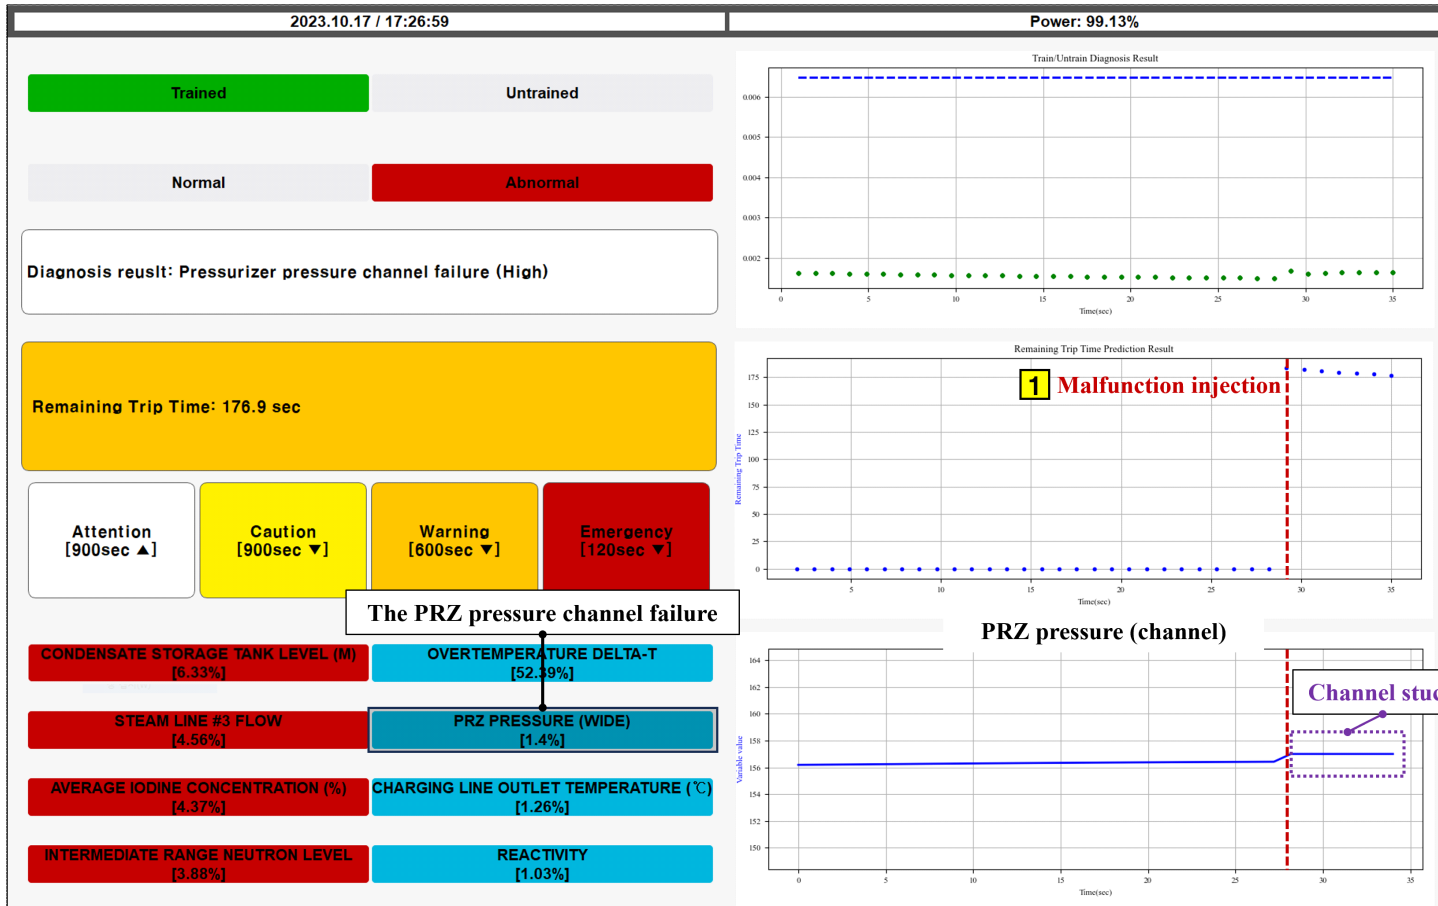 2023.10.17 / 17:26:59
Power: 99.13%
Trained
Untrained
Normal
Abnormal
Diagnosis reuslt: Pressurizer pressure channel failure (High)
Remaining Trip Time: 176.9 sec
Attention
[900sec ▲]
Caution
[900sec ▼]
Warning
[600sec ▼]
Emergency
[120sec ▼]
The PRZ pressure channel failure
CONDENSATE STORAGE TANK LEVEL (M)
[6.33%]
OVERTEMPERATURE DELTA-T
[52.39%]
STEAM LINE #3 FLOW
[4.56%]
PRZ PRESSURE (WIDE)
[1.4%]
AVERAGE IODINE CONCENTRATION (%)
[4.37%]
CHARGING LINE OUTLET TEMPERATURE (℃)
[1.26%]
INTERMEDIATE RANGE NEUTRON LEVEL
[3.88%]
REACTIVITY
[1.03%]
Train/Untrain Diagnosis Result
0.006
0.005
0.004
0.003
0.002
0 5 10 15 20 25 30 35
Time(sec)
Remaining Trip Time Prediction Result
1 Malfunction injection
Remaining Trip Time
175
150
125
100
75
50
25
0
5 10 15 20 25 30 35
Time(sec)
PRZ pressure (channel)
Channel stuc
Variable value
164
162
160
158
156
154
152
150
0 5 10 15 20 25 30 35
Time(sec)